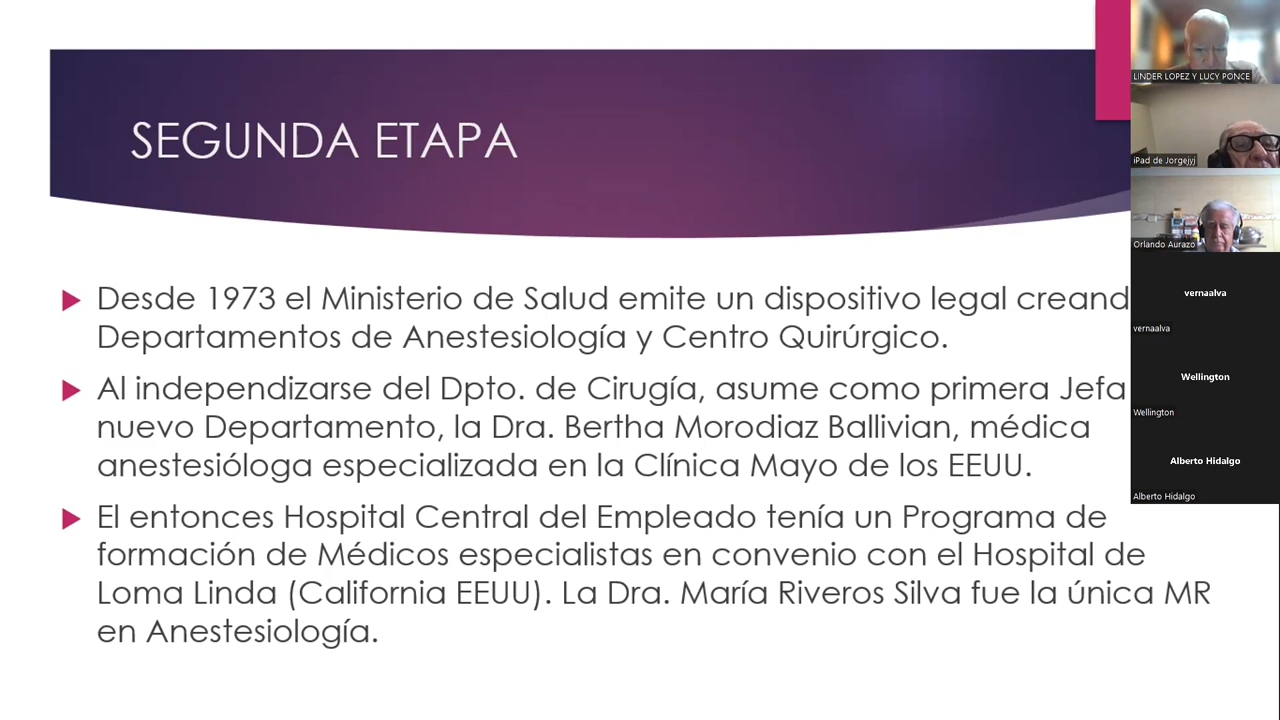 SEGUNDA ETAPA
Desde 1973 el Ministerio de Salud emite un dispositivo legal creand
Departamentos de Anestesiología y Centro Quirúrgico.
Al independizarse del Dpto. de Cirugía, asume como primera Jefa
nuevo Departamento, la Dra. Bertha Morodiaz Ballivian, médica
anestesióloga especializada en la Clínica Mayo de los EEUU.
El entonces Hospital Central del Empleado tenía un Programa de
formación de Médicos especialistas en convenio con el Hospital de
Loma Linda (California EEUU). La Dra. María Riveros Silva fue la única MR
en Anestesiología.
LINDER LOPEZ Y LUCY PONCE
iPad de Jorgejyj
Orlando Aurazo
vernaalva
vernaalva
Wellington
Wellington
Alberto Hidalgo
Alberto Hidalgo